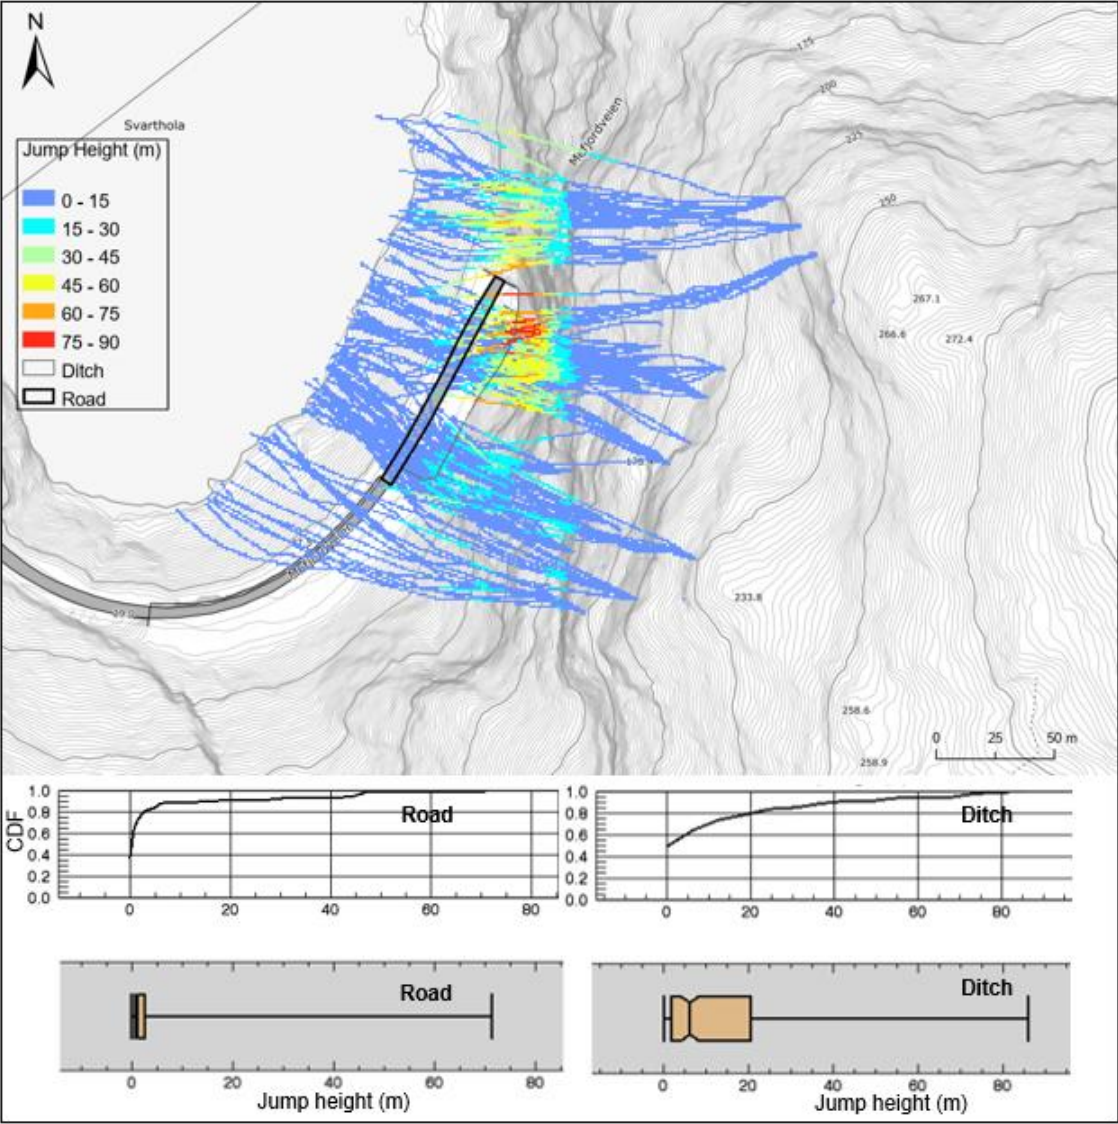 N
Svarthola
Mefjordveien
175
200
225
250
Jump Height (m)
0 - 15
15 - 30
30 - 45
45 - 60
60 - 75
75 - 90
Ditch
Road
267.1
266.6
272.4
233.8
258.6
258.9
0 25 50 m
CDF
1.0
0.8
0.6
0.4
0.2
0.0
Road
0 20 40 60 80
1.0
0.8
0.6
0.4
0.2
0.0
Ditch
0 20 40 60 80
Road
0 20 40 60 80
Jump height (m)
Ditch
0 20 40 60 80
Jump height (m)